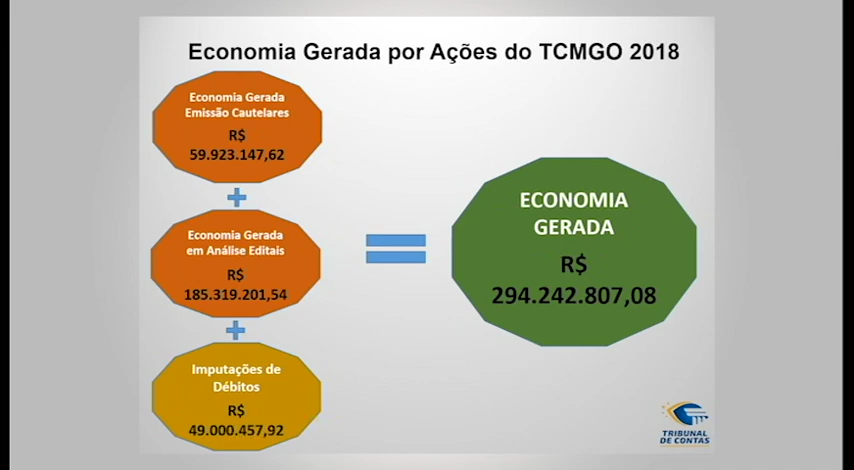 Economia Gerada por Ações do TCMGO 2018
Economia Gerada
Emissão Cautelares
R$
59.923.147,62
+
Economia Gerada
em Análise Editais
R$
185.319.201,54
+
Imputações de
Débitos
R$
49.000.457,92
=
ECONOMIA
GERADA
R$
294.242.807,08
TRIBUNAL
DE CONTAS